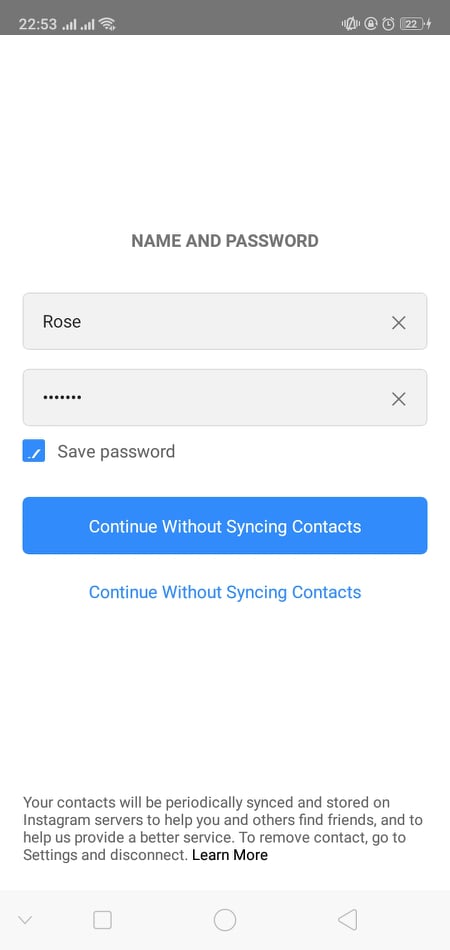 22:53
22
NAME AND PASSWORD
Rose
•••••••
Save password
Continue Without Syncing Contacts
Continue Without Syncing Contacts
Your contacts will be periodically synced and stored on
Instagram servers to help you and others find friends, and to
help us provide a better service. To remove contact, go to
Settings and disconnect. Learn More